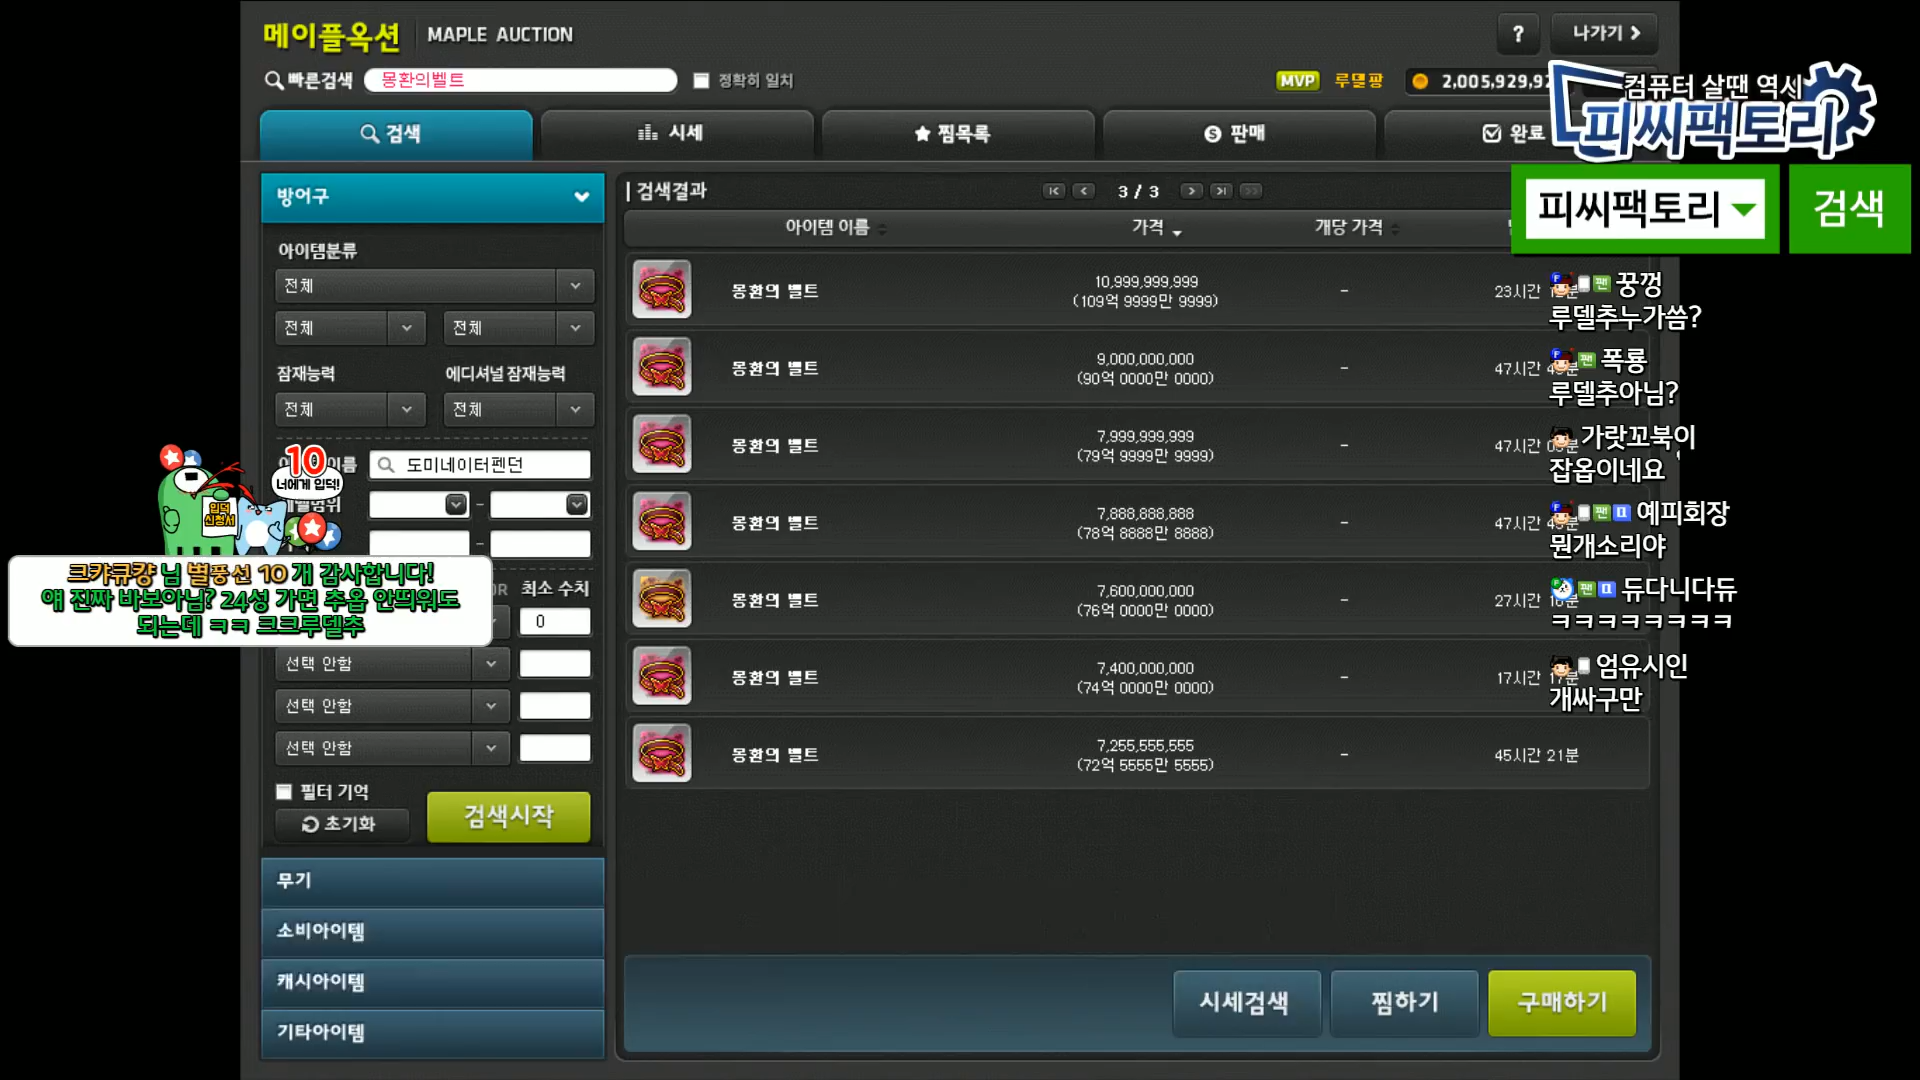 메이플옥션 MAPLE AUCTION
? 나가기
빠른검색 몽환의벨트 정확히 일치
MVP 루델팡 2,005,929,92
컴퓨터 살땐 역시
피씨팩토리
피씨팩토리 검색
검색 시세 찜목록 판매 완료
방어구
아이템분류
전체
전체 전체
잠재능력 에디셔널 잠재능력
전체 전체
이름 도미네이터펜던
-
-
최소 수치
0
선택 안함
선택 안함
선택 안함
필터 기억
초기화 검색시작
무기
소비아이템
캐시아이템
기타아이템
10
너에게 입덕!
입덕
신청서
크캬큐컁 님 별풍선 10 개 감사합니다!
얘 진짜 바보아님? 24성 가면 추옵 안띄워도
되는데 ㅋㅋ 크크루델추
검색결과 3 / 3
아이템 이름 가격 개당 가격
몽환의 벨트 10,999,999,999 - 23시간
(109억 9999만 9999)
몽환의 벨트 9,000,000,000 - 47시간
(90억 0000만 0000)
몽환의 벨트 7,999,999,999 - 47시간
(79억 9999만 9999)
몽환의 벨트 7,888,888,888 - 47시간
(78억 8888만 8888)
몽환의 벨트 7,600,000,000 - 27시간
(76억 0000만 0000)
몽환의 벨트 7,400,000,000 - 17시간 17분
(74억 0000만 0000)
몽환의 벨트 7,255,555,555 - 45시간 21분
(72억 5555만 5555)
시세검색 찜하기 구매하기
팬 꿍껑
루델추누가씀?
팬 폭룡
루델추아님?
가랏꼬북이
잡옵이네요
팬 예피회장
뭔개소리야
팬 듀다니다듀
ㅋㅋㅋㅋㅋㅋㅋㅋ
엄유시인
개싸구만